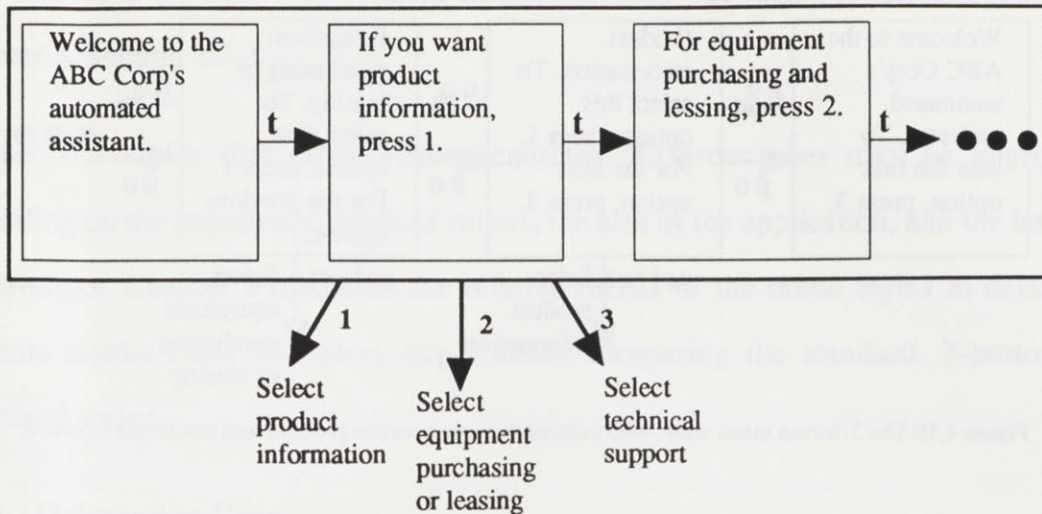 Welcome to the
ABC Corp's
automated
assistant.
t
If you want
product
information,
press 1.
t
For equipment
purchasing and
lessing, press 2.
t
1
2
3
Select
product
information
Select
equipment
purchasing
or leasing
Select
technical
support